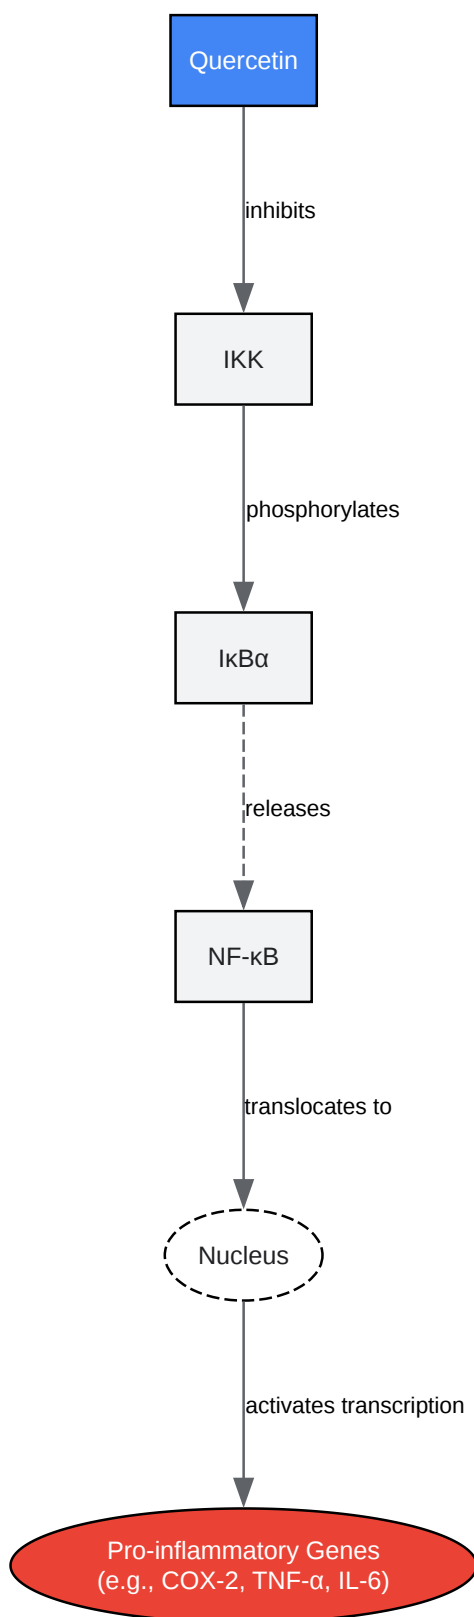 Quercetin
inhibits
IKK
phosphorylates
IκBα
releases
NF-κB
translocates to
Nucleus
activates transcription
Pro-inflammatory Genes
(e.g., COX-2, TNF-α, IL-6)